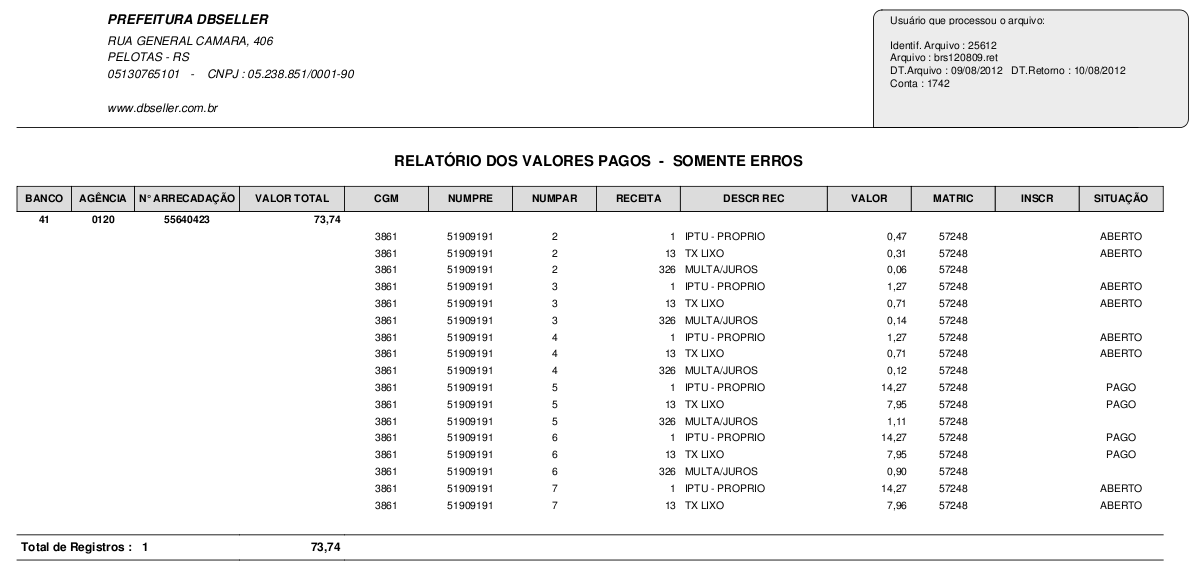 PREFEITURA DBSELLER
RUA GENERAL CAMARA, 406
PELOTAS - RS
05130765101 - CNPJ : 05.238.851/0001-90
www.dbseller.com.br
Usuário que processou o arquivo:
Identif. Arquivo : 25612
Arquivo : brs120809.ret
DT.Arquivo : 09/08/2012 DT.Retorno : 10/08/2012
Conta : 1742
RELATÓRIO DOS VALORES PAGOS - SOMENTE ERROS
BANCO AGÊNCIA N° ARRECADAÇÃO VALOR TOTAL CGM NUMPRE NUMPAR RECEITA DESCR REC VALOR MATRIC INSCR SITUAÇÃO
41 0120 55640423 73,74
3861 51909191 2 1 IPTU - PROPRIO 0,47 57248 ABERTO
3861 51909191 2 13 TX LIXO 0,31 57248 ABERTO
3861 51909191 2 326 MULTA/JUROS 0,06 57248
3861 51909191 3 1 IPTU - PROPRIO 1,27 57248 ABERTO
3861 51909191 3 13 TX LIXO 0,71 57248 ABERTO
3861 51909191 3 326 MULTA/JUROS 0,14 57248
3861 51909191 4 1 IPTU - PROPRIO 1,27 57248 ABERTO
3861 51909191 4 13 TX LIXO 0,71 57248 ABERTO
3861 51909191 4 326 MULTA/JUROS 0,12 57248
3861 51909191 5 1 IPTU - PROPRIO 14,27 57248 PAGO
3861 51909191 5 13 TX LIXO 7,95 57248 PAGO
3861 51909191 5 326 MULTA/JUROS 1,11 57248
3861 51909191 6 1 IPTU - PROPRIO 14,27 57248 PAGO
3861 51909191 6 13 TX LIXO 7,95 57248 PAGO
3861 51909191 6 326 MULTA/JUROS 0,90 57248
3861 51909191 7 1 IPTU - PROPRIO 14,27 57248 ABERTO
3861 51909191 7 13 TX LIXO 7,96 57248 ABERTO
Total de Registros : 1 73,74